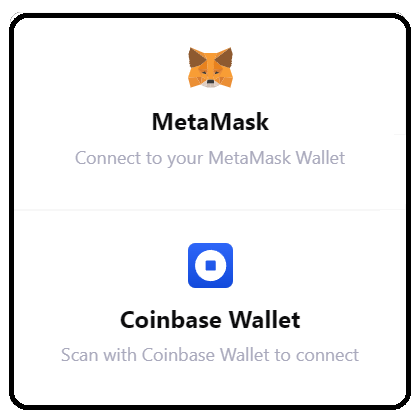 MetaMask
Connect to your MetaMask Wallet
Coinbase Wallet
Scan with Coinbase Wallet to connect